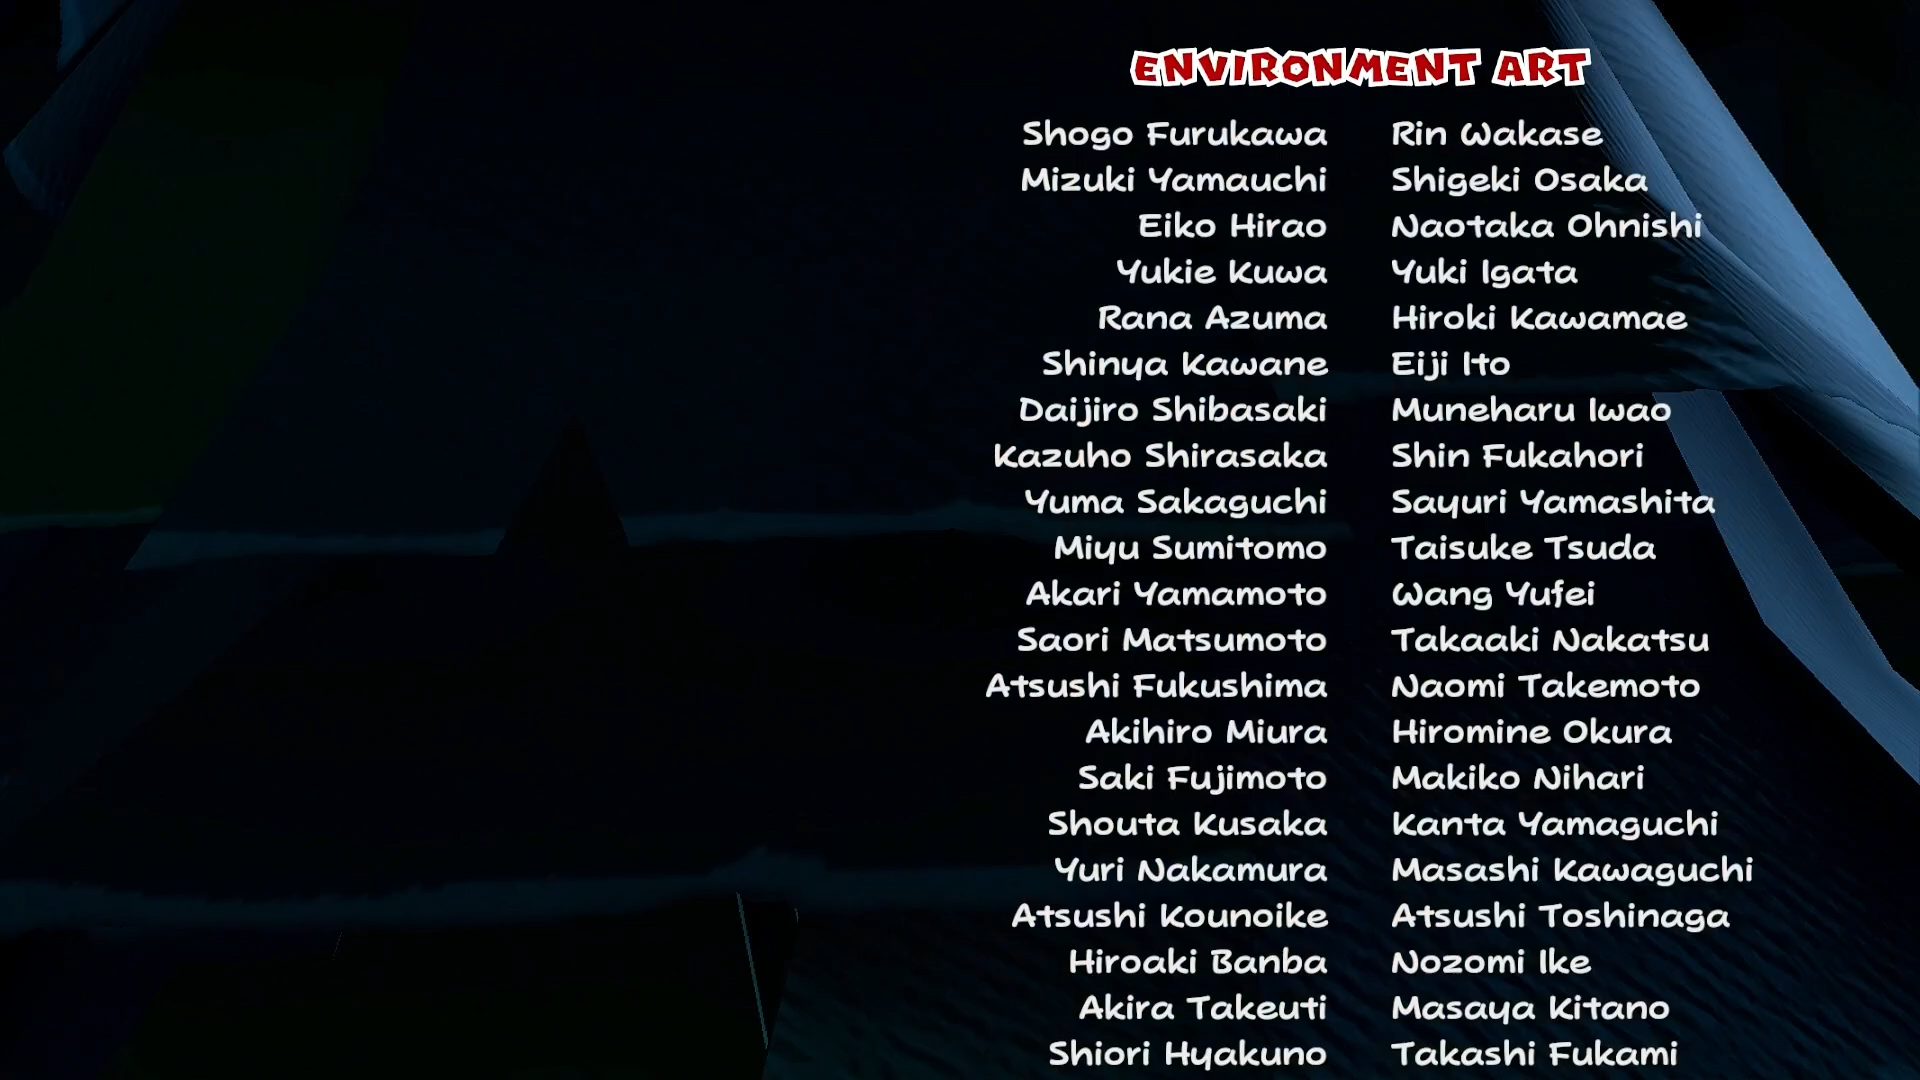 ENVIRONMENT ART
Shogo Furukawa Rin Wakase
Mizuki Yamauchi Shigeki Osaka
Eiko Hirao Naotaka Ohnishi
Yukie Kuwa Yuki Igata
Rana Azuma Hiroki Kawamae
Shinya Kawane Eiji Ito
Daijiro Shibasaki Muneharu Iwao
Kazuho Shirasaka Shin Fukahori
Yuma Sakaguchi Sayuri Yamashita
Miyu Sumitomo Taisuke Tsuda
Akari Yamamoto Wang Yufei
Saori Matsumoto Takaaki Nakatsu
Atsushi Fukushima Naomi Takemoto
Akihiro Miura Hiromine Okura
Saki Fujimoto Makiko Nihari
Shouta Kusaka Kanta Yamaguchi
Yuri Nakamura Masashi Kawaguchi
Atsushi Kounoike Atsushi Toshinaga
Hiroaki Banba Nozomi Ike
Akira Takeuti Masaya Kitano
Shiori Hyakuno Takashi Fukami